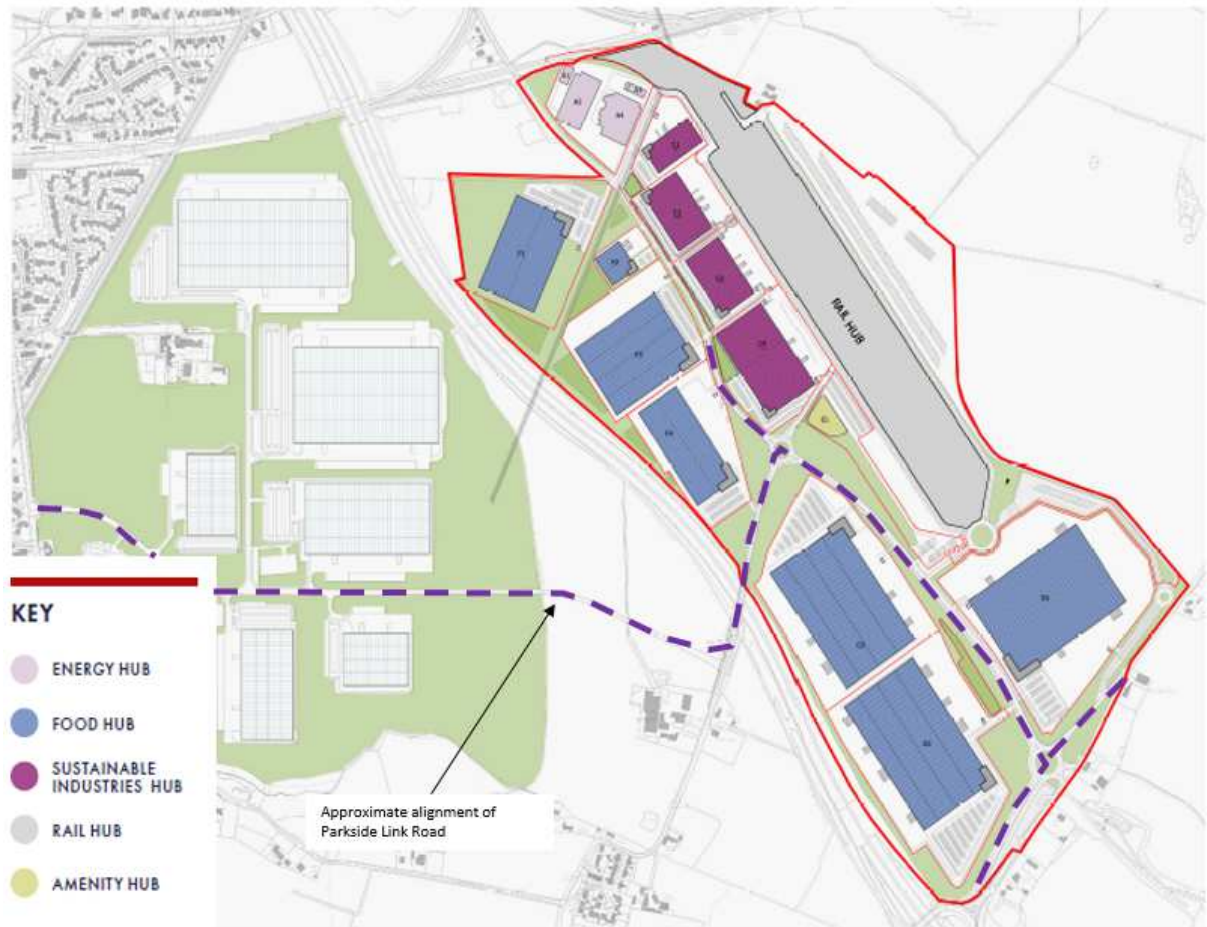 RAIL HUB
KEY
ENERGY HUB
FOOD HUB
SUSTAINABLE
INDUSTRIES HUB
RAIL HUB
AMENITY HUB
Approximate alignment of
Parkside Link Road